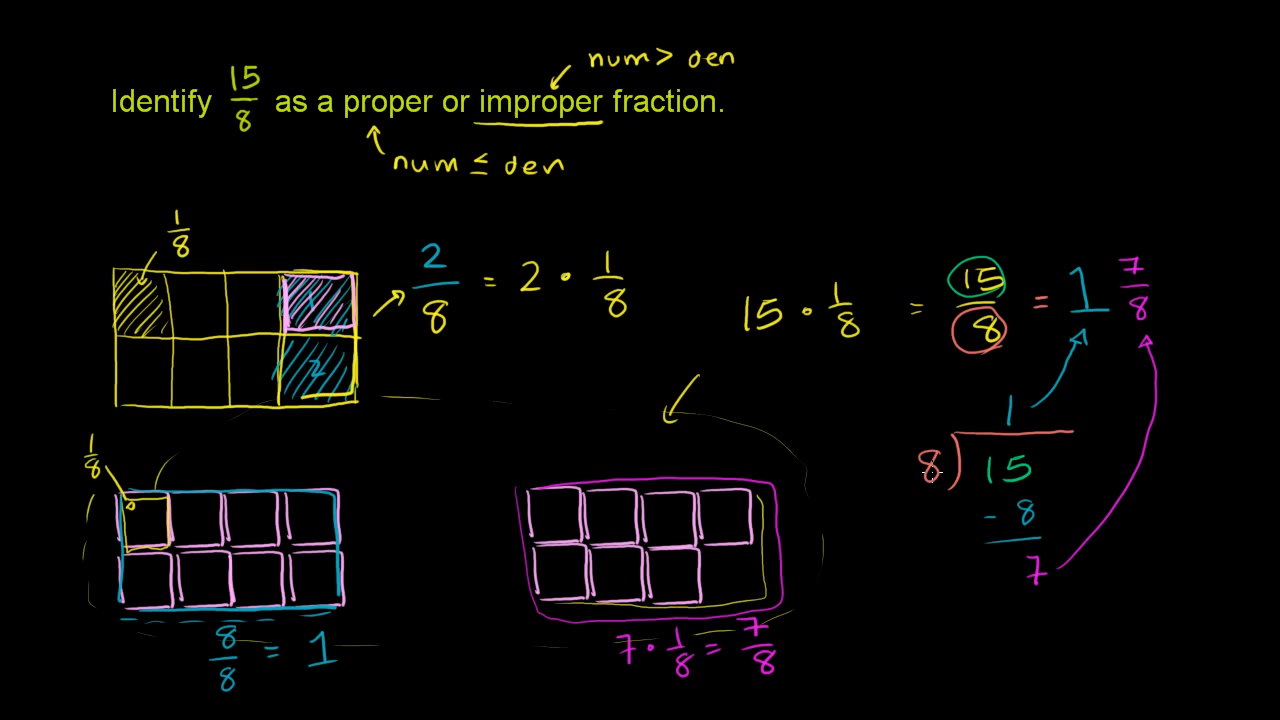 num > den
Identify 15/8 as a proper or improper fraction.
num ≤ den
1/8
2/8 = 2 · 1/8
1
2
15 · 1/8 = 15/8 = 1 7/8
1
8) 15
- 8
7
1/8
8/8 = 1
7 · 1/8 = 7/8